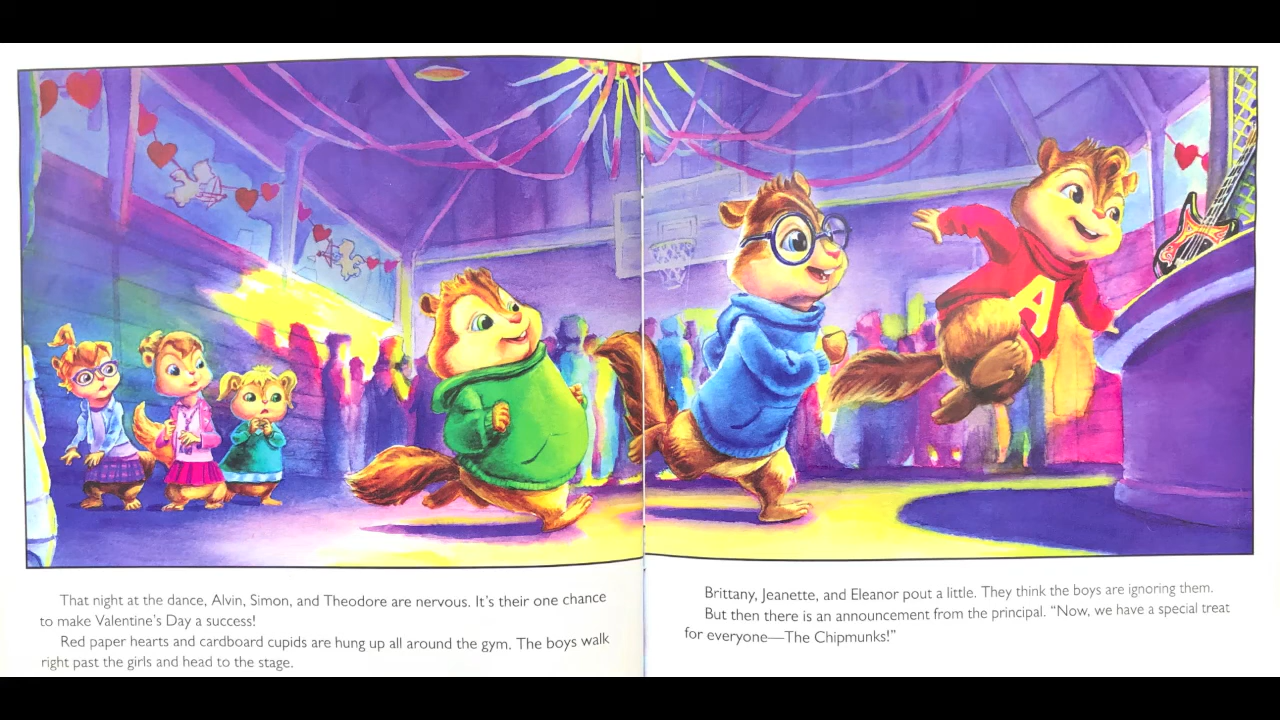 A
That night at the dance, Alvin, Simon, and Theodore are nervous. It's their one chance
to make Valentine's Day a success!
Red paper hearts and cardboard cupids are hung up all around the gym. The boys walk
right past the girls and head to the stage.
Brittany, Jeanette, and Eleanor pout a little. They think the boys are ignoring them.
But then there is an announcement from the principal. “Now, we have a special treat
for everyone—The Chipmunks!”